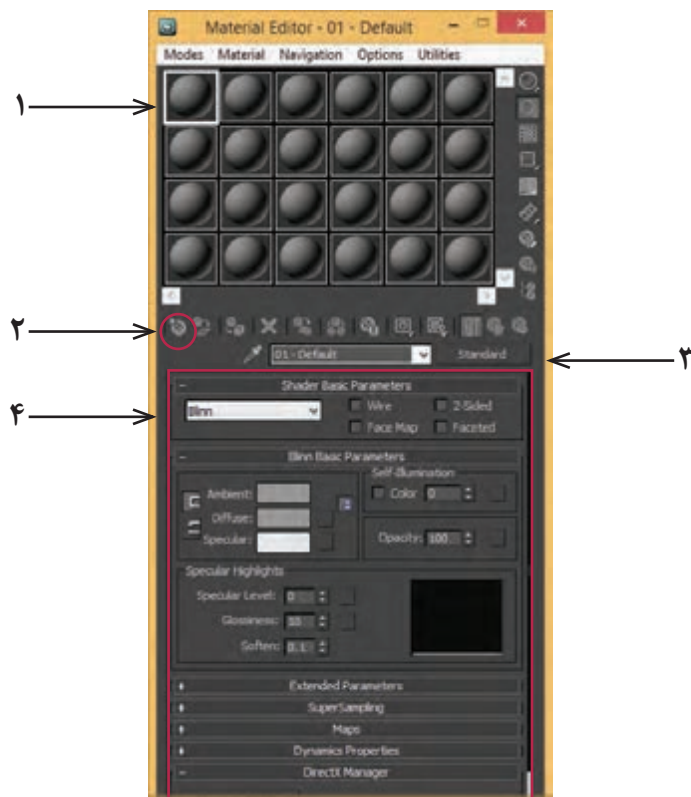 Material Editor - 01 - Default
Modes Material Navigation Options Utilities
۱
۲
01 - Default Standard
۳
Shader Basic Parameters
۴
Blinn Wire 2-Sided
Face Map Faceted
Blinn Basic Parameters
Self-Illumination
Ambient: Color 0
Diffuse:
Specular: Opacity: 100
Specular Highlights
Specular Level: 0
Glossiness: 10
Soften: 0.1
Extended Parameters
SuperSampling
Maps
Dynamics Properties
DirectX Manager